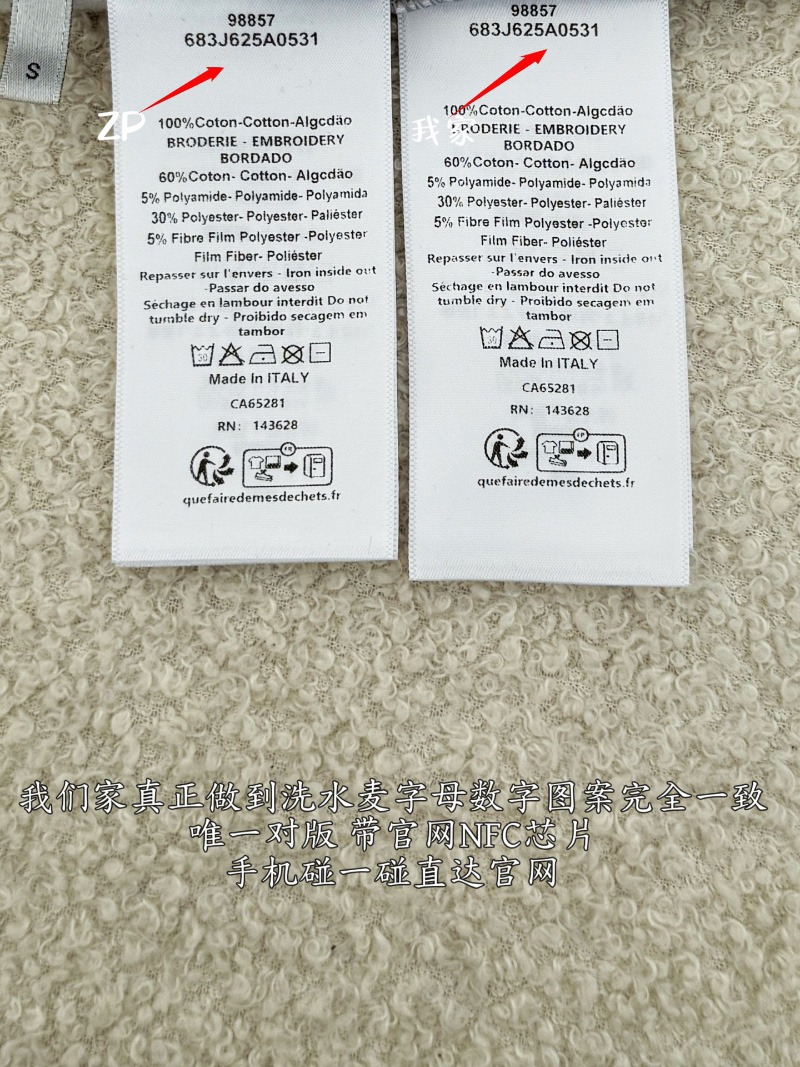 S
98857
683J625A0531
ZP
100%Coton-Cotton-Algcdäo
BRODERIE - EMBROIDERY
BORDADO
60%Coton- Cotton- Algcdäo
5% Polyamide- Polyamide- Polyamida
30% Polyester- Polyester- Paliéster
5% Fibre Film Polyester -Polyester
Film Fiber- Poliéster
Repasser sur l'envers - Iron inside out
-Passar do avesso
Séchage en lambour interdit Do not
tumble dry - Proibido secagem em
tambor
30
Made In ITALY
CA65281
RN: 143628
FR
quefairedemesdechets.fr
98857
683J625A0531
我家
100%Coton-Cotton-Algcdäo
BRODERIE - EMBROIDERY
BORDADO
60%Coton- Cotton- Algcdäo
5% Polyamide- Polyamide- Polyamida
30% Polyester- Polyester- Paliéster
5% Fibre Film Polyester -Polyester
Film Fiber- Poliéster
Repasser sur l'envers - Iron inside out
-Passar do avesso
Séchage en lambour interdit Do not
tumble dry - Proibido secagem em
tambor
30
Made In ITALY
CA65281
RN: 143628
FR
quefairedemesdechets.fr
我们家真正做到洗水麦字母数字图案完全一致
唯一对版 带官网NFC芯片
手机碰一碰直达官网